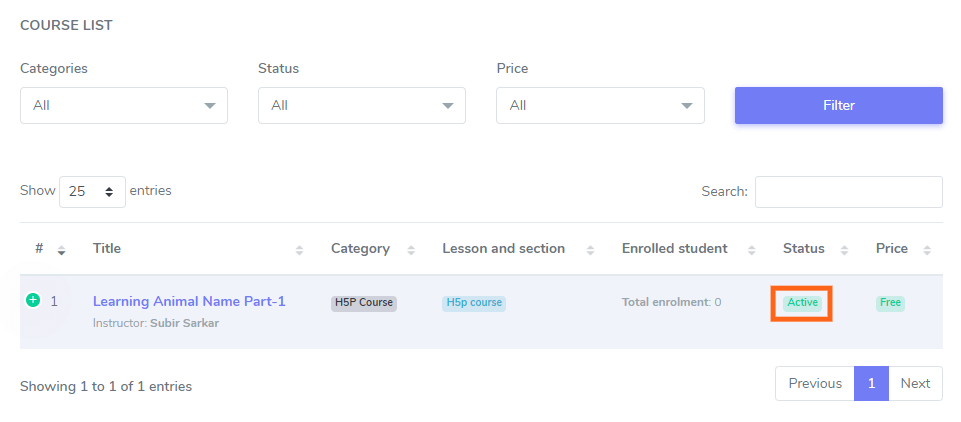 COURSE LIST
Categories Status Price
All All All Filter
Show 25 entries Search:
# Title Category Lesson and section Enrolled student Status Price
1 Learning Animal Name Part-1 H5P Course H5p course Total enrolment: 0 Active Free
Instructor: Subir Sarkar
Showing 1 to 1 of 1 entries Previous 1 Next